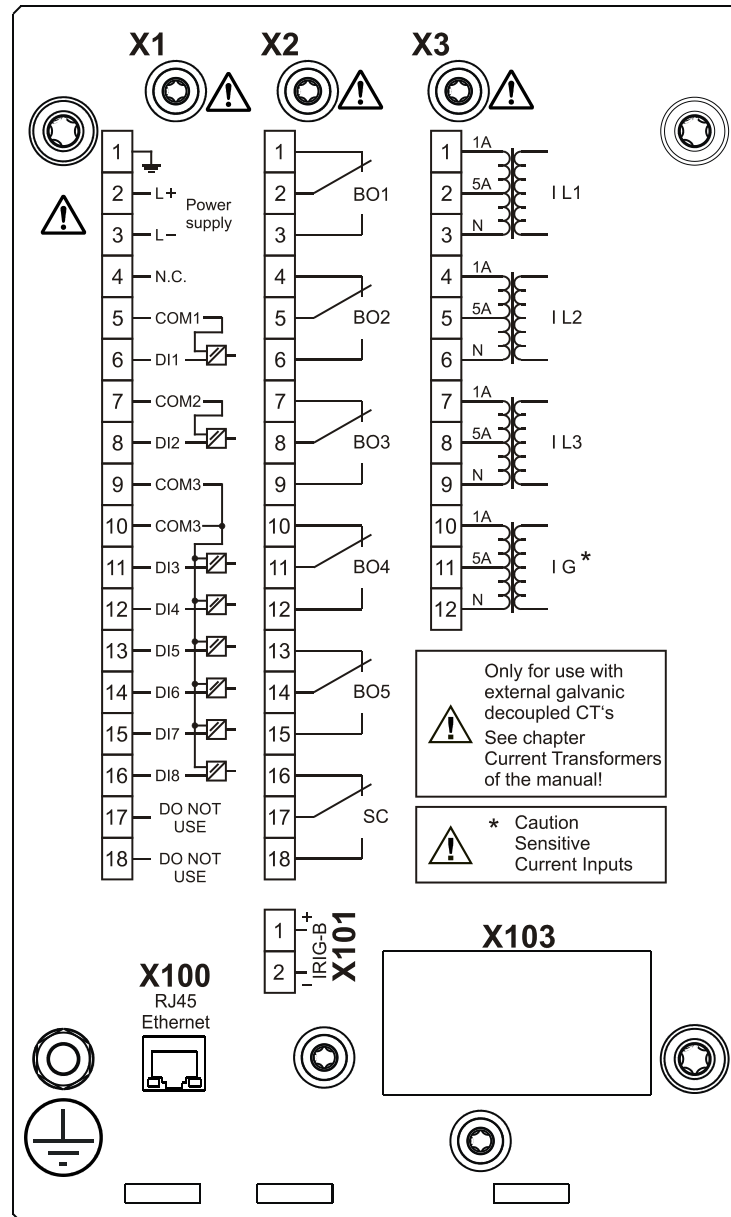 X1 X2 X3
1
2 L+
3 L−
Power
supply
4 N.C.
5 COM1
6 DI1
7 COM2
8 DI2
9 COM3
10 COM3
11 DI3
12 DI4
13 DI5
14 DI6
15 DI7
16 DI8
17 DO NOT
USE
18 DO NOT
USE
1
2 BO1
3
4
5 BO2
6
7
8 BO3
9
10
11 BO4
12
13
14 BO5
15
16
17 SC
18
1 1A
2 5A I L1
3 N
4 1A
5 5A I L2
6 N
7 1A
8 5A I L3
9 N
10 1A
11 5A I G *
12 N
Only for use with
external galvanic
decoupled CT‘s
See chapter
Current Transformers
of the manual!
* Caution
Sensitive
Current Inputs
1 +
2 −
IRIG-B
X101
X100
RJ45
Ethernet
X103